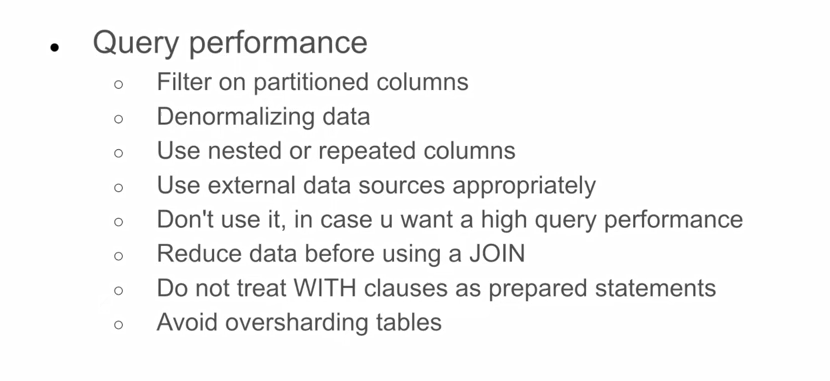 Query performance
Filter on partitioned columns
Denormalizing data
Use nested or repeated columns
Use external data sources appropriately
Don't use it, in case u want a high query performance
Reduce data before using a JOIN
Do not treat WITH clauses as prepared statements
Avoid oversharding tables